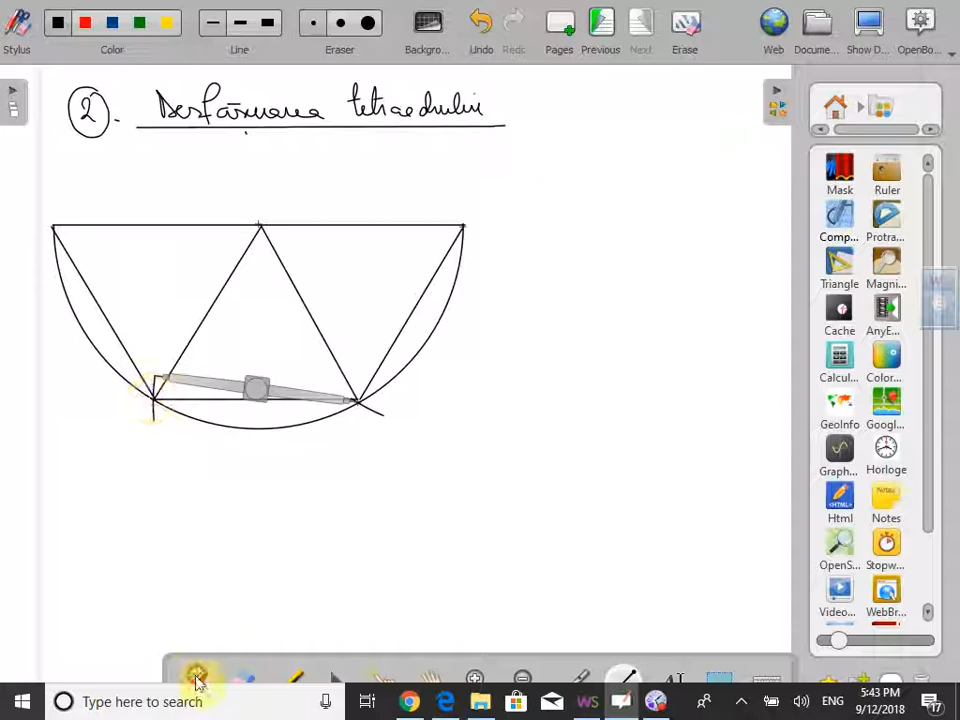 Stylus
Color
Line
Eraser
Backgro...
Undo
Redo
Pages
Previous
Next
Erase
Web
Docume...
Show D...
OpenBo...
2. Desfășurarea tetraedrului
Mask
Ruler
Comp...
Protra...
Triangle
Magni...
Cache
AnyE...
Calcul...
Color...
GeoInfo
Googl...
Graph...
Horloge
Html
Notes
OpenS...
Stopw...
Video...
WebBr...
Type here to search
ENG
5:43 PM
9/12/2018
17